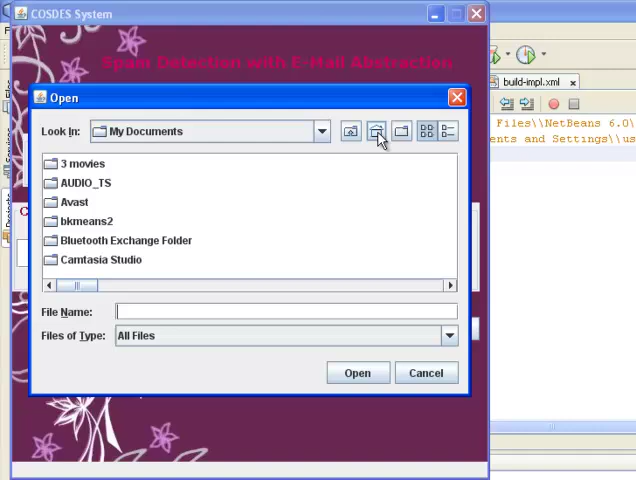 COSDES System
Spam Detection with E-Mail Abstraction
build-impl.xml
Open
Look In:
My Documents
Files\\NetBeans 6.0\
ents and Settings\\us
3 movies
AUDIO_TS
Avast
bkmeans2
Bluetooth Exchange Folder
Camtasia Studio
File Name:
Files of Type:
All Files
Open
Cancel